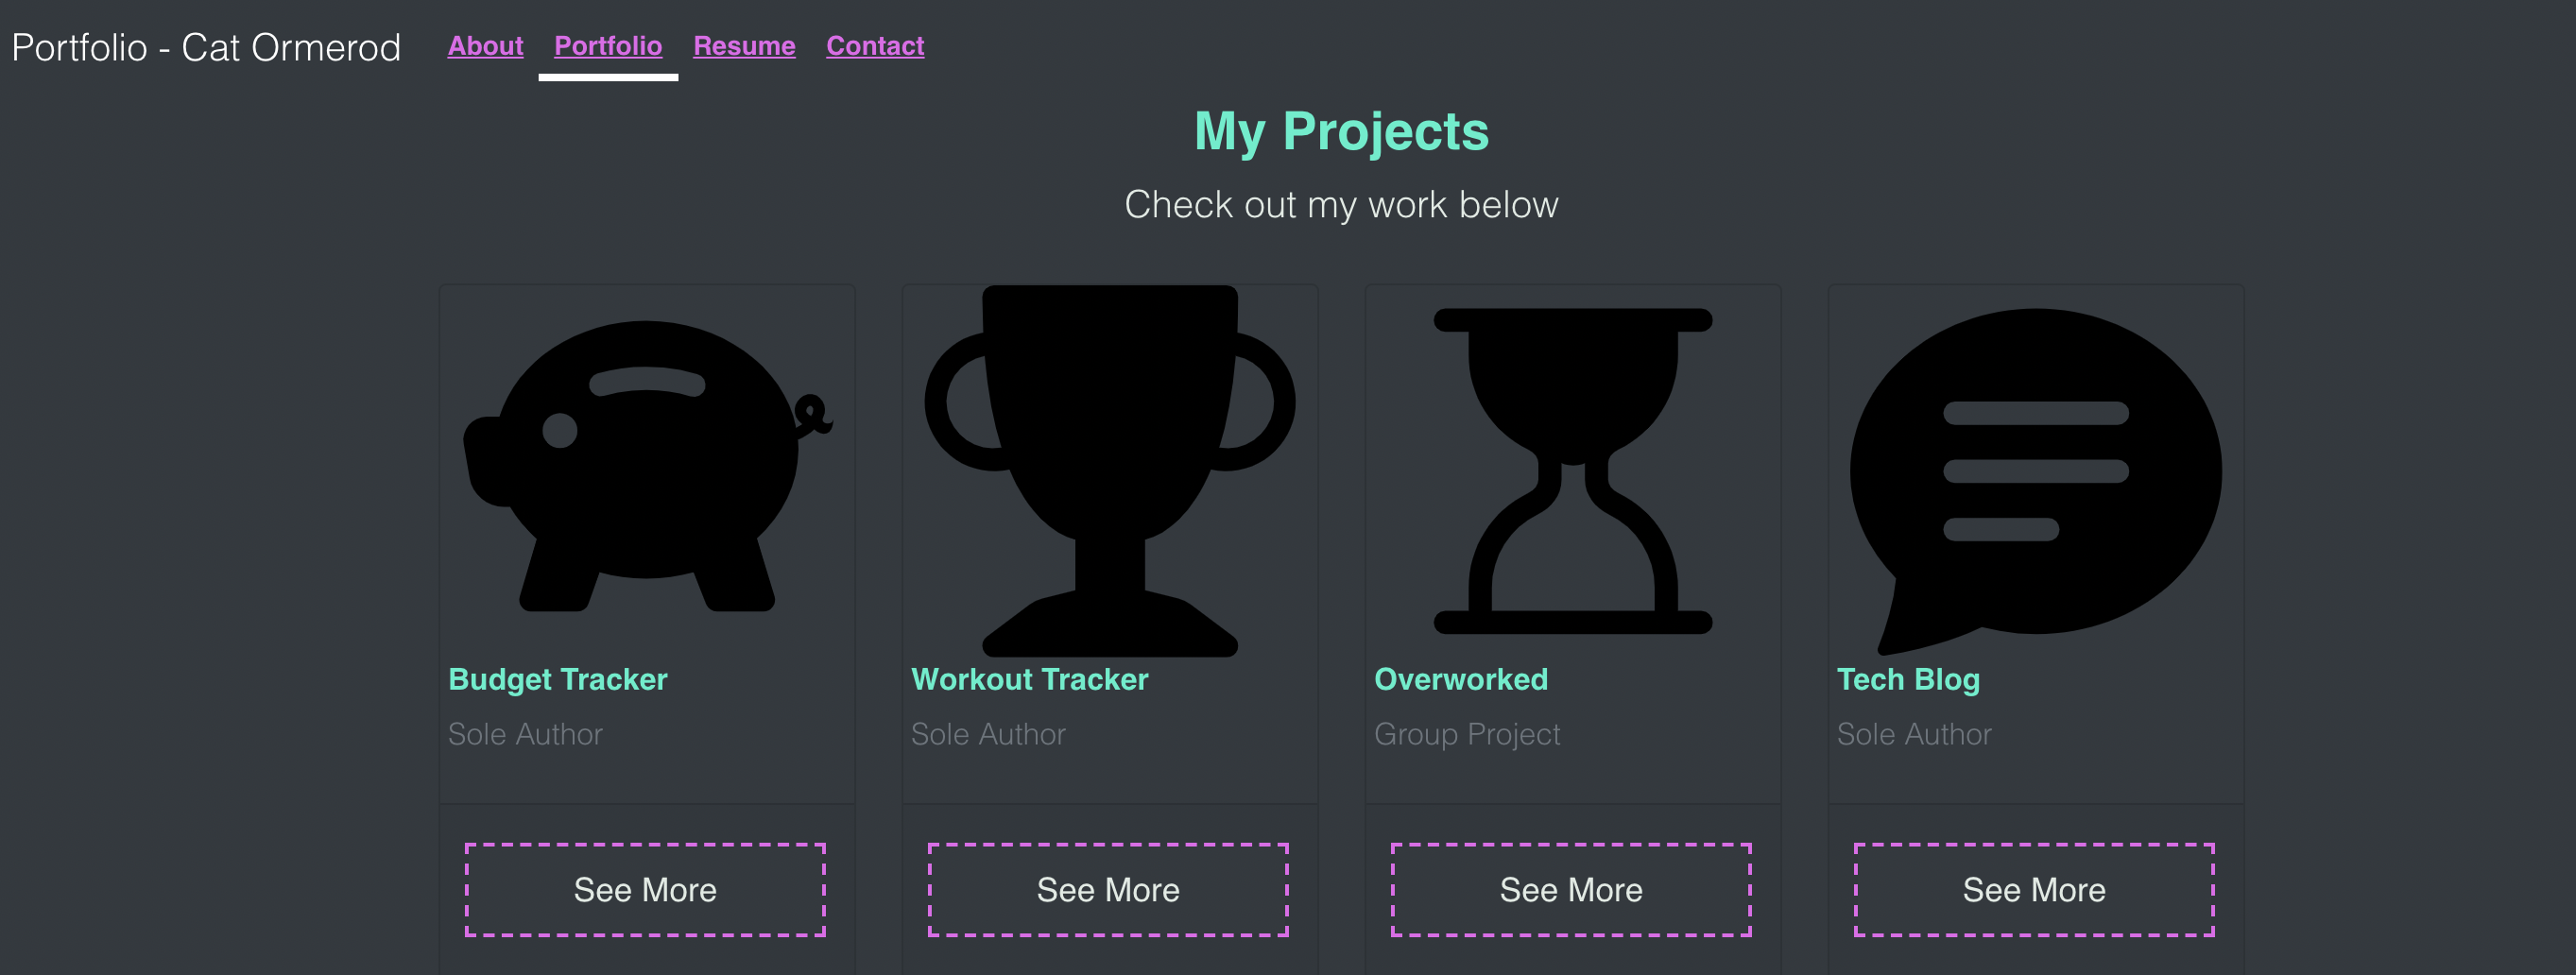 Portfolio - Cat Ormerod About Portfolio Resume Contact
My Projects
Check out my work below
Budget Tracker Workout Tracker Overworked Tech Blog
Sole Author Sole Author Group Project Sole Author
See More See More See More See More